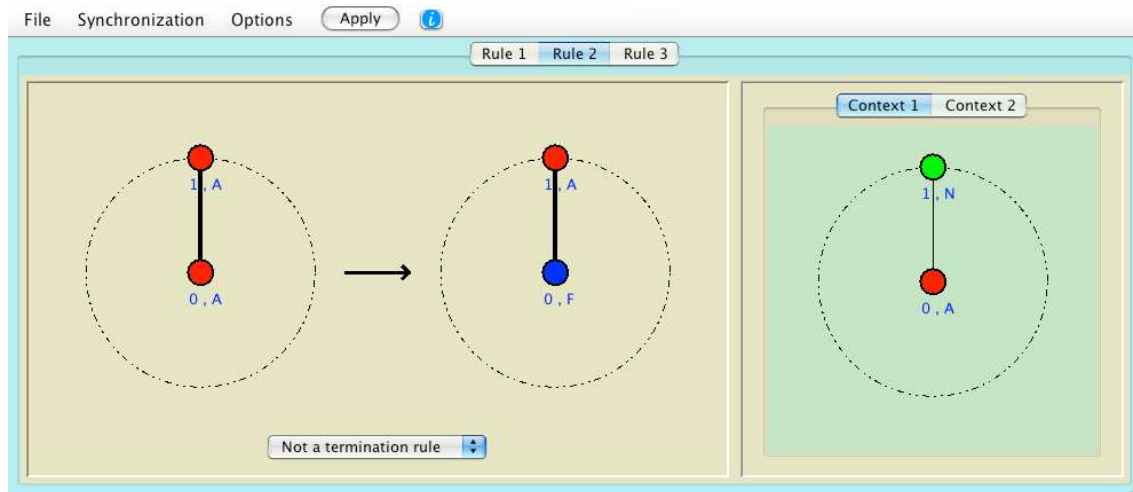 File Synchronization Options Apply i
Rule 1 Rule 2 Rule 3
Context 1 Context 2
1 , A
1 , A
1 , N
0 , A
0 , F
0 , A
Not a termination rule